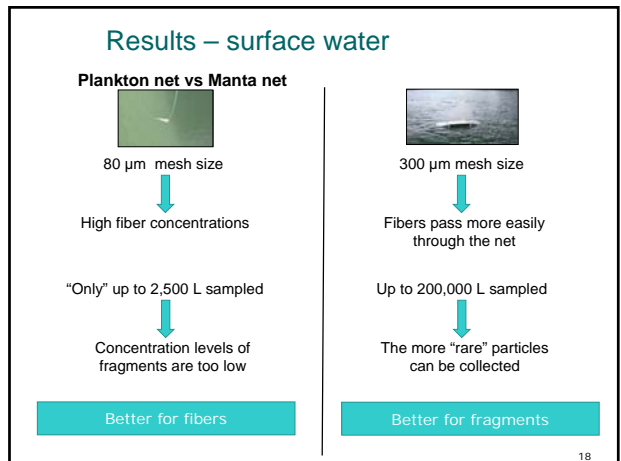 Results – surface water
Plankton net vs Manta net
80 µm mesh size
High fiber concentrations
“Only” up to 2,500 L sampled
Concentration levels of
fragments are too low
Better for fibers
300 µm mesh size
Fibers pass more easily
through the net
Up to 200,000 L sampled
The more “rare” particles
can be collected
Better for fragments
18